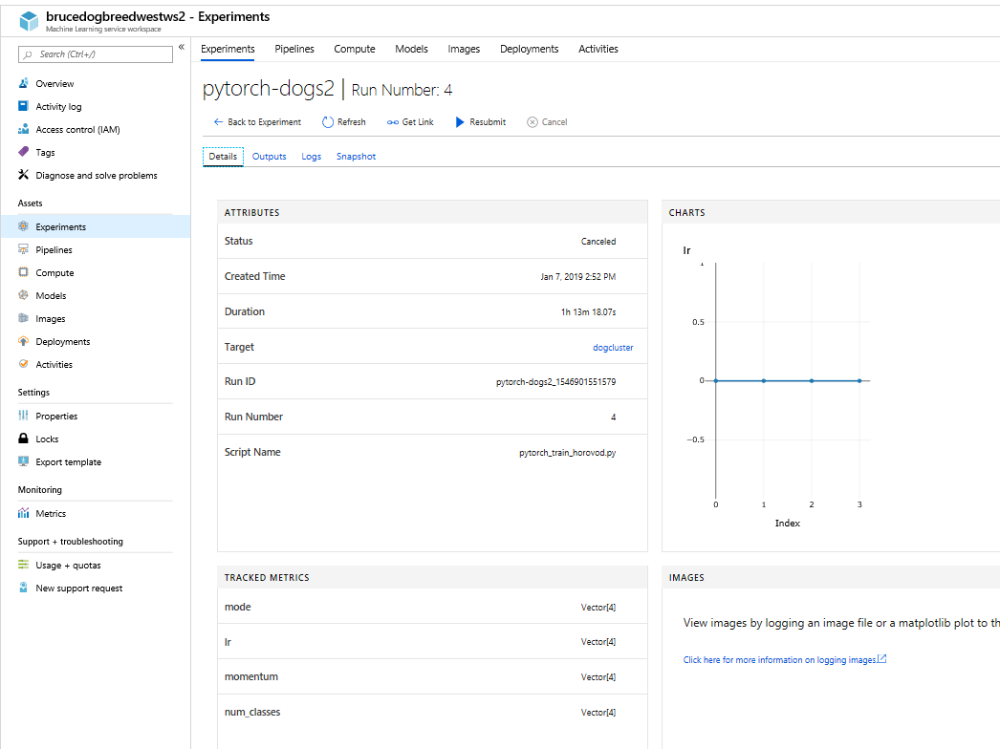 brucedogbreedwestws2 - Experiments
Machine Learning service workspace
Search (Ctrl+/)
«
Overview
Activity log
Access control (IAM)
Tags
Diagnose and solve problems
Assets
Experiments
Pipelines
Compute
Models
Images
Deployments
Activities
Settings
Properties
Locks
Export template
Monitoring
Metrics
Support + troubleshooting
Usage + quotas
New support request
Experiments Pipelines Compute Models Images Deployments Activities
pytorch-dogs2 | Run Number: 4
Back to Experiment Refresh Get Link Resubmit Cancel
Details Outputs Logs Snapshot
ATTRIBUTES
Status Canceled
Created Time Jan 7, 2019 2:52 PM
Duration 1h 13m 18.07s
Target dogcluster
Run ID pytorch-dogs2_1546901551579
Run Number 4
Script Name pytorch_train_horovod.py
CHARTS
lr
1
0.5
0
−0.5
0 1 2 3
Index
TRACKED METRICS
mode Vector[4]
lr Vector[4]
momentum Vector[4]
num_classes Vector[4]
IMAGES
View images by logging an image file or a matplotlib plot to th
Click here for more information on logging images